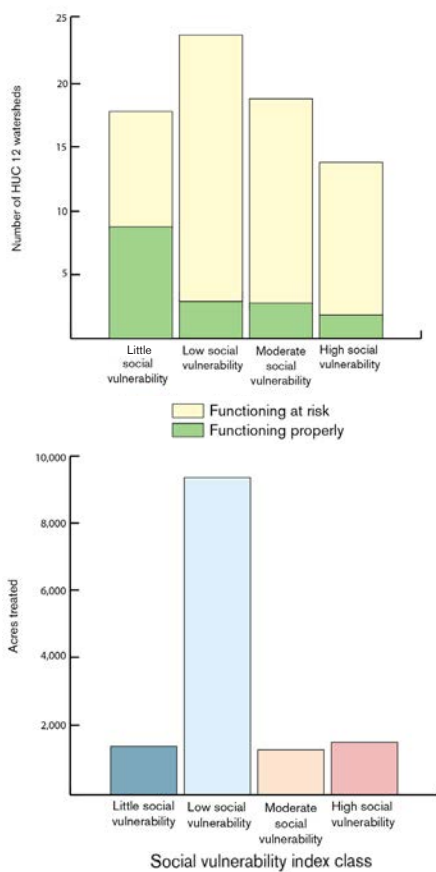 25
20
15
10
5
Number of HUC 12 watersheds
Little
social
vulnerability
Low social
vulnerability
Moderate
social
vulnerability
High social
vulnerability
Functioning at risk
Functioning properly
10,000
8,000
6,000
4,000
2,000
Acres treated
Little social
vulnerability
Low social
vulnerability
Moderate
social
vulnerability
High social
vulnerability
Social vulnerability index class